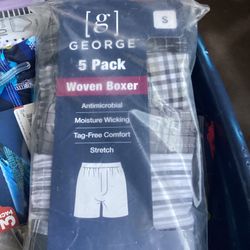 [g]
S
GEORGE
5 Pack
Woven Boxer
Antimicrobial
Moisture Wicking
Tag-Free Comfort
Stretch